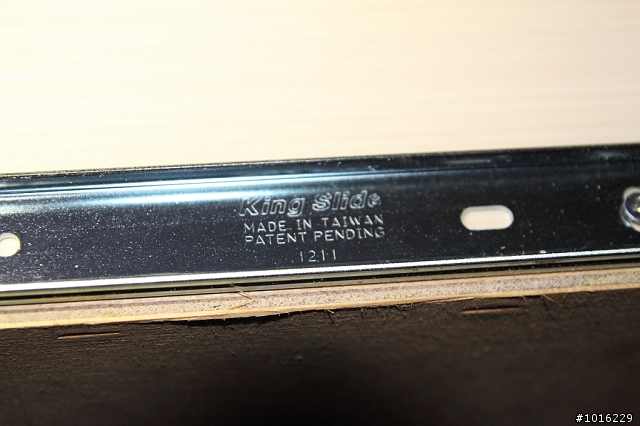 King Slide
MADE IN TAIWAN
PATENT PENDING
1211
#1016229